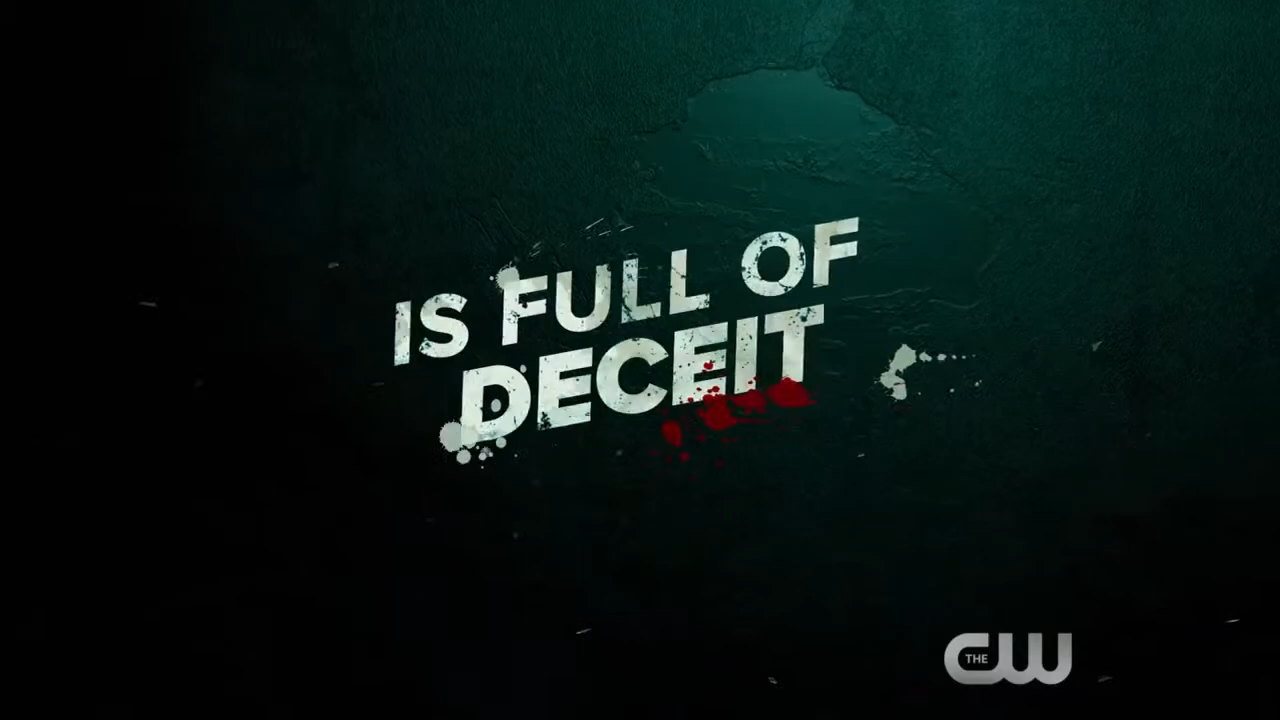 IS FULL OF
DECEIT
THE CW